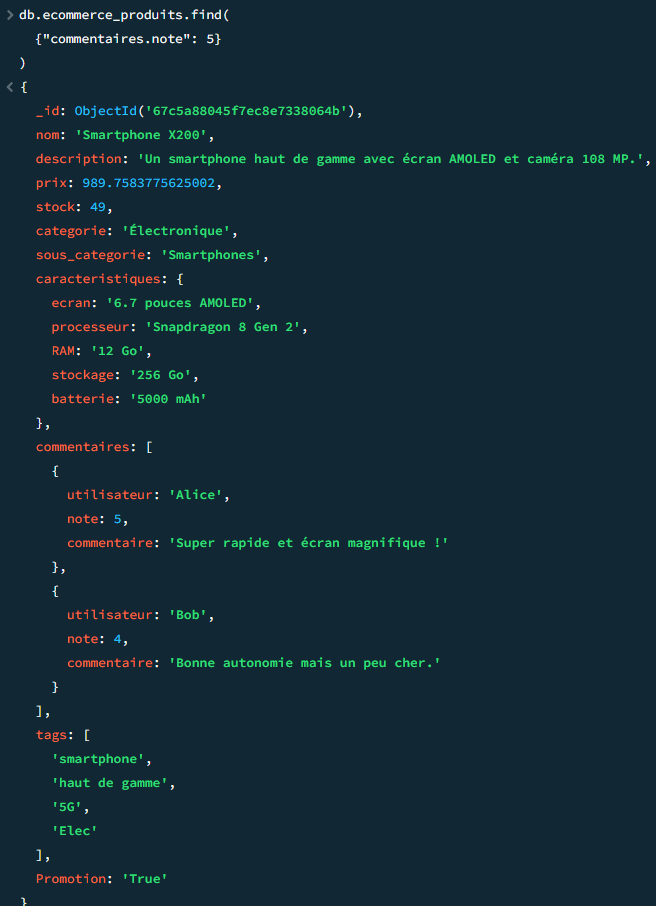 > db.ecommerce_produits.find(
{"commentaires.note": 5}
)
< {
_id: ObjectId('67c5a88045f7ec8e7338064b'),
nom: 'Smartphone X200',
description: 'Un smartphone haut de gamme avec écran AMOLED et caméra 108 MP.',
prix: 989.7583775625002,
stock: 49,
categorie: 'Électronique',
sous_categorie: 'Smartphones',
caracteristiques: {
ecran: '6.7 pouces AMOLED',
processeur: 'Snapdragon 8 Gen 2',
RAM: '12 Go',
stockage: '256 Go',
batterie: '5000 mAh'
},
commentaires: [
{
utilisateur: 'Alice',
note: 5,
commentaire: 'Super rapide et écran magnifique !'
},
{
utilisateur: 'Bob',
note: 4,
commentaire: 'Bonne autonomie mais un peu cher.'
}
],
tags: [
'smartphone',
'haut de gamme',
'5G',
'Elec'
],
Promotion: 'True'
}